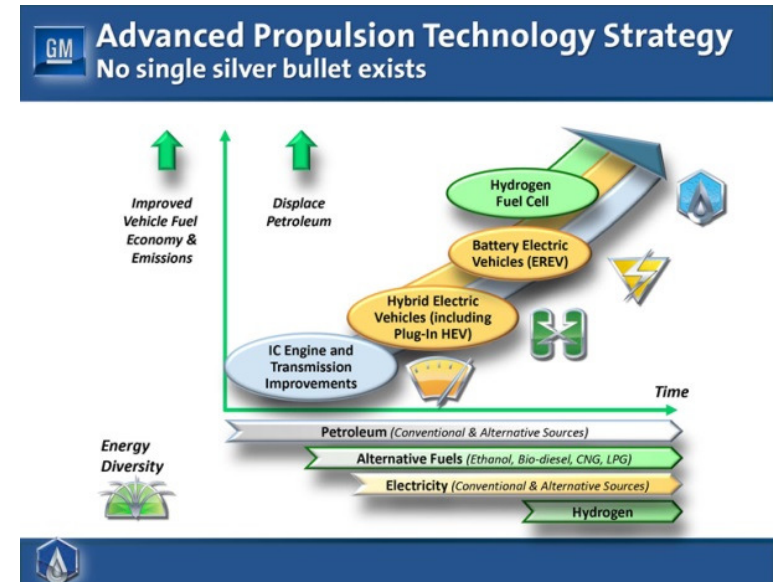 GM
Advanced Propulsion Technology Strategy
No single silver bullet exists
Improved
Vehicle Fuel
Economy &
Emissions
Displace
Petroleum
Hydrogen
Fuel Cell
Battery Electric
Vehicles (EREV)
Hybrid Electric
Vehicles (including
Plug-In HEV)
IC Engine and
Transmission
Improvements
Time
Energy
Diversity
Petroleum (Conventional & Alternative Sources)
Alternative Fuels (Ethanol, Bio-diesel, CNG, LPG)
Electricity (Conventional & Alternative Sources)
Hydrogen